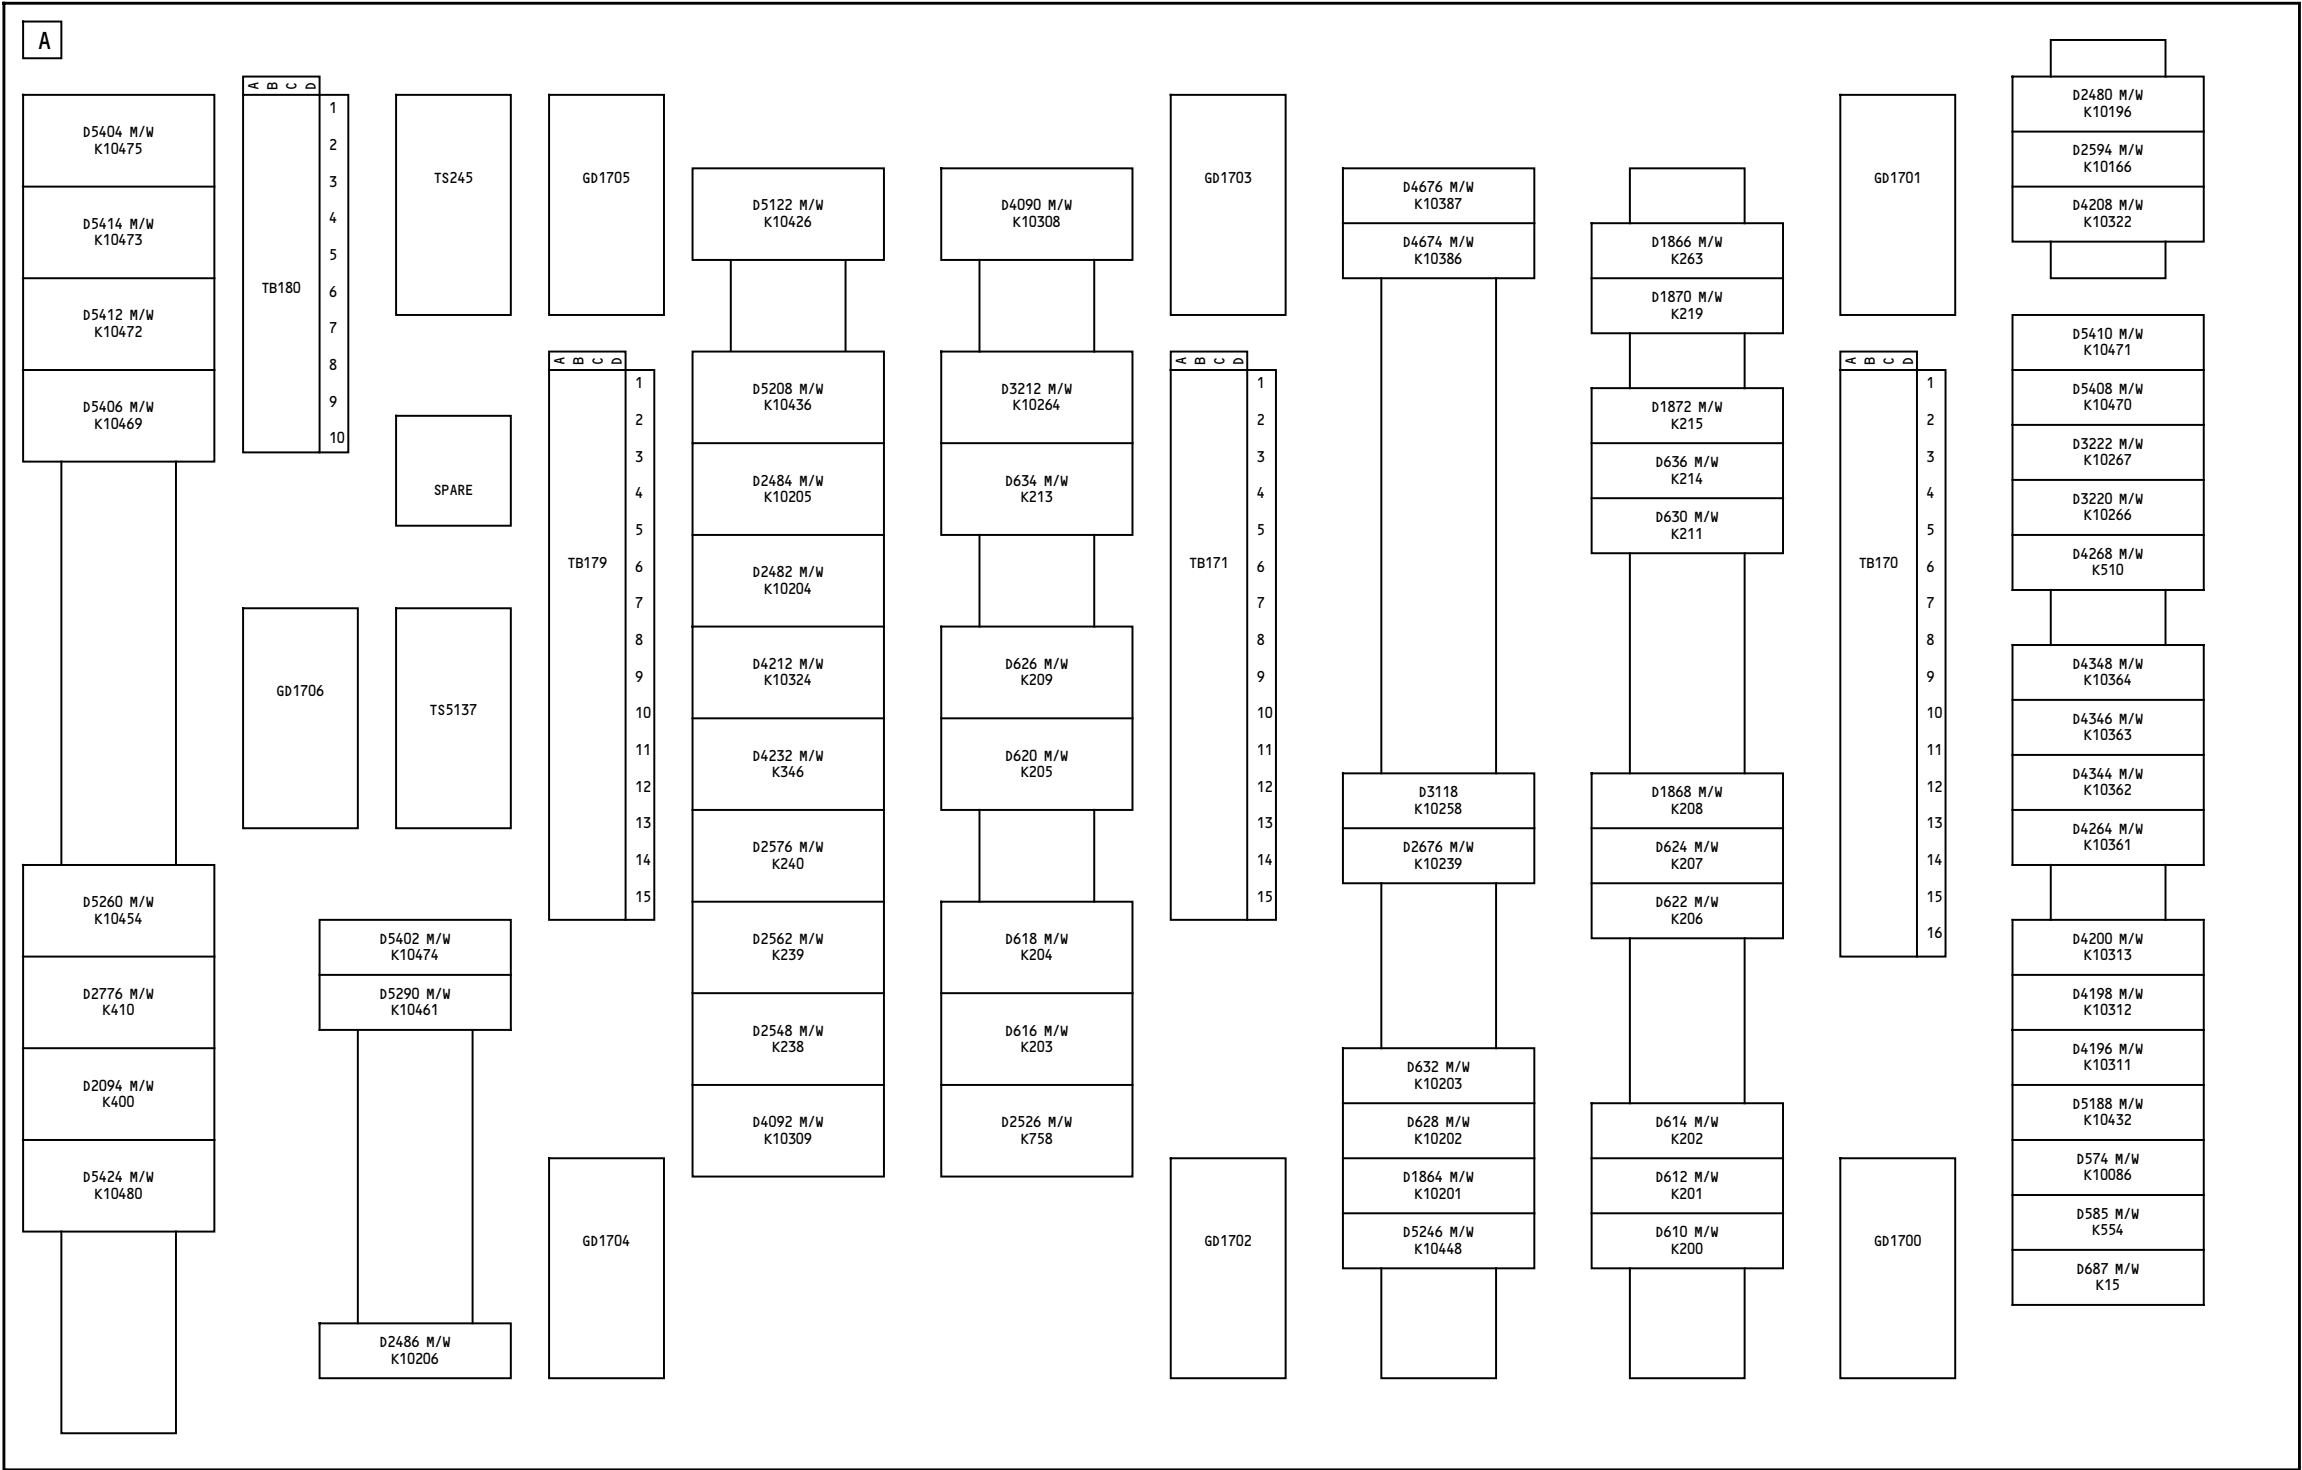 A
D5404 M/W
K10475
D5414 M/W
K10473
D5412 M/W
K10472
D5406 M/W
K10469
D5260 M/W
K10454
D2776 M/W
K410
D2094 M/W
K400
D5424 M/W
K10480
A B C D
TB180
1
2
3
4
5
6
7
8
9
10
GD1706
TS245
SPARE
TS5137
D5402 M/W
K10474
D5290 M/W
K10461
D2486 M/W
K10206
GD1705
A B C D
TB179
1
2
3
4
5
6
7
8
9
10
11
12
13
14
15
GD1704
D5122 M/W
K10426
D5208 M/W
K10436
D2484 M/W
K10205
D2482 M/W
K10204
D4212 M/W
K10324
D4232 M/W
K346
D2576 M/W
K240
D2562 M/W
K239
D2548 M/W
K238
D4092 M/W
K10309
D4090 M/W
K10308
D3212 M/W
K10264
D634 M/W
K213
D626 M/W
K209
D620 M/W
K205
D618 M/W
K204
D616 M/W
K203
D2526 M/W
K758
GD1703
A B C D
TB171
1
2
3
4
5
6
7
8
9
10
11
12
13
14
15
GD1702
D4676 M/W
K10387
D4674 M/W
K10386
D3118
K10258
D2676 M/W
K10239
D632 M/W
K10203
D628 M/W
K10202
D1864 M/W
K10201
D5246 M/W
K10448
D1866 M/W
K263
D1870 M/W
K219
D1872 M/W
K215
D636 M/W
K214
D630 M/W
K211
D1868 M/W
K208
D624 M/W
K207
D622 M/W
K206
D614 M/W
K202
D612 M/W
K201
D610 M/W
K200
GD1701
A B C D
TB170
1
2
3
4
5
6
7
8
9
10
11
12
13
14
15
16
GD1700
D2480 M/W
K10196
D2594 M/W
K10166
D4208 M/W
K10322
D5410 M/W
K10471
D5408 M/W
K10470
D3222 M/W
K10267
D3220 M/W
K10266
D4268 M/W
K510
D4348 M/W
K10364
D4346 M/W
K10363
D4344 M/W
K10362
D4264 M/W
K10361
D4200 M/W
K10313
D4198 M/W
K10312
D4196 M/W
K10311
D5188 M/W
K10432
D574 M/W
K10086
D585 M/W
K554
D687 M/W
K15